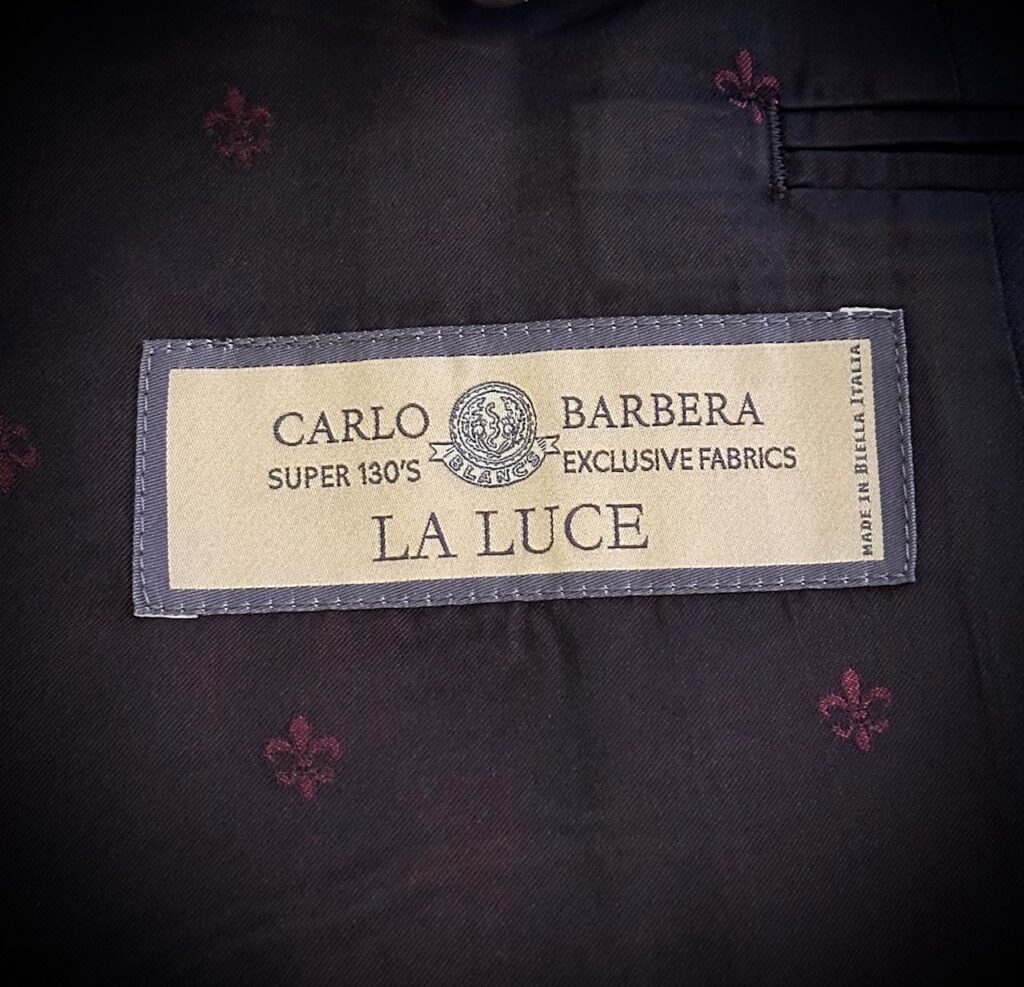 CARLO BARBERA
SUPER 130'S EXCLUSIVE FABRICS
BLANCS
LA LUCE
MADE IN BIELLA ITALIA